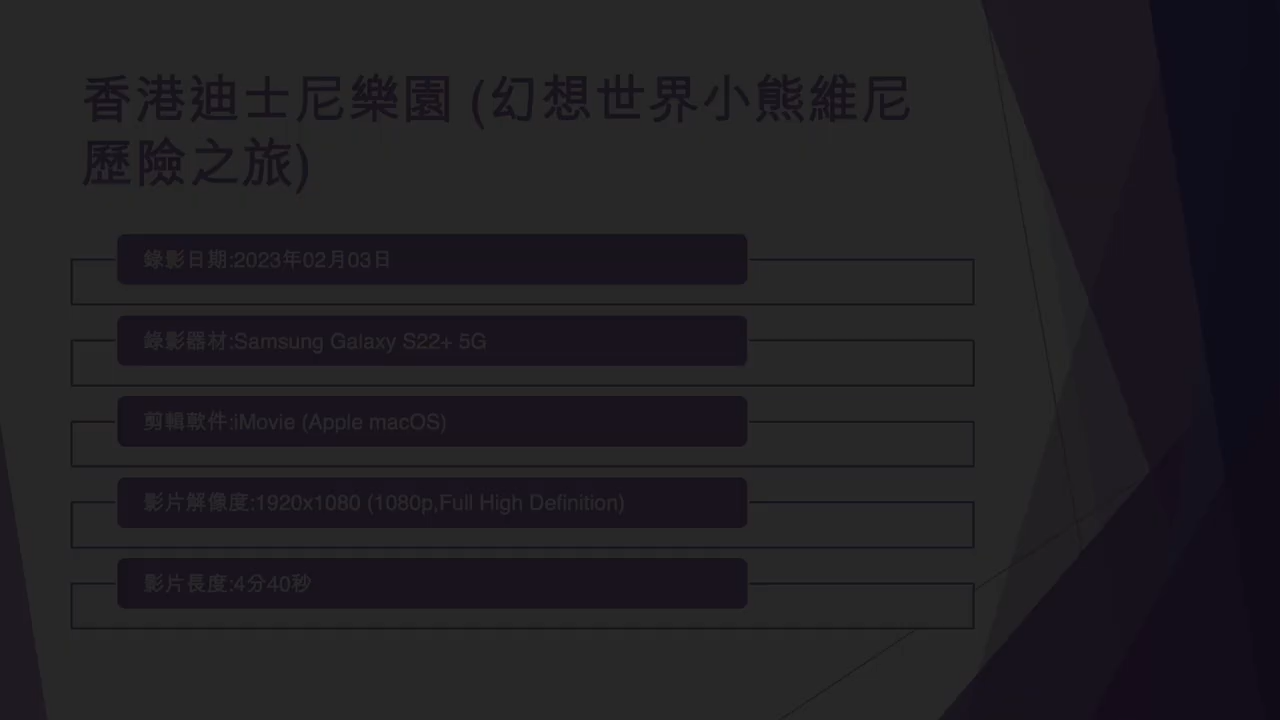 香港迪士尼樂園 (幻想世界小熊維尼
歷險之旅)
錄影日期:2023年02月03日
錄影器材:Samsung Galaxy S22+ 5G
剪輯軟件:iMovie (Apple macOS)
影片解像度:1920x1080 (1080p,Full High Definition)
影片長度:4分40秒